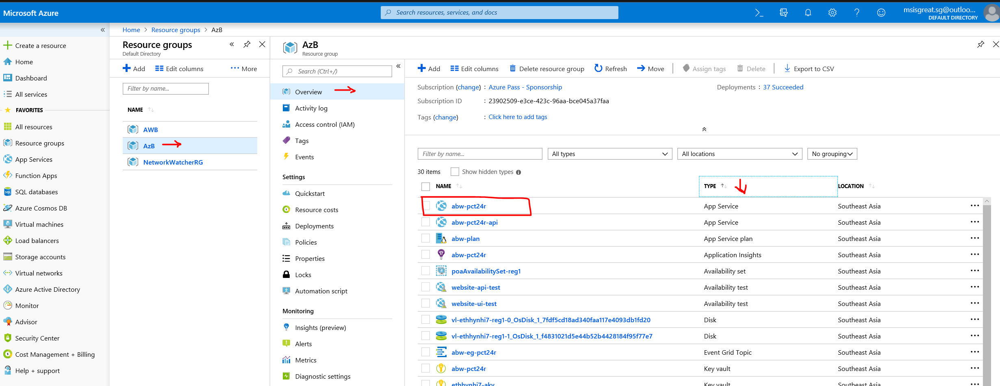 Microsoft Azure
Search resources, services, and docs
msisgreat.sg@outloo...
DEFAULT DIRECTORY
Create a resource
Home
Dashboard
All services
FAVORITES
All resources
Resource groups
App Services
Function Apps
SQL databases
Azure Cosmos DB
Virtual machines
Load balancers
Storage accounts
Virtual networks
Azure Active Directory
Monitor
Advisor
Security Center
Cost Management + Billing
Help + support
Home > Resource groups > AzB
Resource groups
Default Directory
Add Edit columns ... More
Filter by name...
NAME
AWB
AzB
NetworkWatcherRG
AzB
Resource group
Search (Ctrl+/)
Overview
Activity log
Access control (IAM)
Tags
Events
Settings
Quickstart
Resource costs
Deployments
Policies
Properties
Locks
Automation script
Monitoring
Insights (preview)
Alerts
Metrics
Diagnostic settings
Add Edit columns Delete resource group Refresh Move Assign tags Delete Export to CSV
Subscription (change) : Azure Pass - Sponsorship Deployments : 37 Succeeded
Subscription ID : 23902509-e3ce-423c-96aa-bce045a37faa
Tags (change) : Click here to add tags
Filter by name... All types All locations No grouping
30 items Show hidden types
NAME TYPE LOCATION
abw-pct24r App Service Southeast Asia
abw-pct24r-api App Service Southeast Asia
abw-plan App Service plan Southeast Asia
abw-pct24r Application Insights Southeast Asia
poaAvailabilitySet-reg1 Availability set Southeast Asia
website-api-test Availability test Southeast Asia
website-ui-test Availability test Southeast Asia
vl-ethhynhi7-reg1-0_OsDisk_1_7fdf5cd18ad340faa117e4093db1fd20 Disk Southeast Asia
vl-ethhynhi7-reg1-1_OsDisk_1_f4831021d5e44b52b4428184f95f77e7 Disk Southeast Asia
abw-eg-pct24r Event Grid Topic Southeast Asia
abw-pct24r Key vault Southeast Asia
ethhynhi7-akv Key vault Southeast Asia